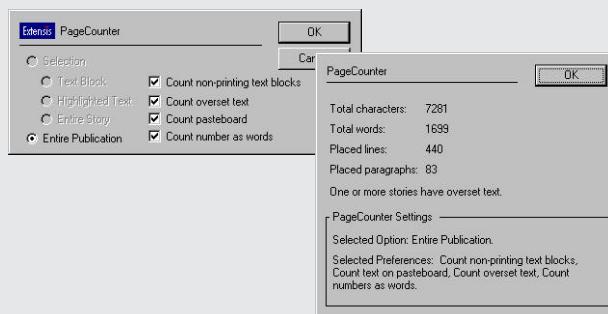 Extensis PageCounter
OK
Can
Selection
Text Block
Highlighted Text
Entire Story
Entire Publication
Count non-printing text blocks
Count overset text
Count pasteboard
Count number as words
PageCounter
OK
Total characters: 7281
Total words: 1699
Placed lines: 440
Placed paragraphs: 83
One or more stories have overset text.
PageCounter Settings
Selected Option: Entire Publication.
Selected Preferences: Count non-printing text blocks,
Count text on pasteboard, Count overset text, Count
numbers as words.